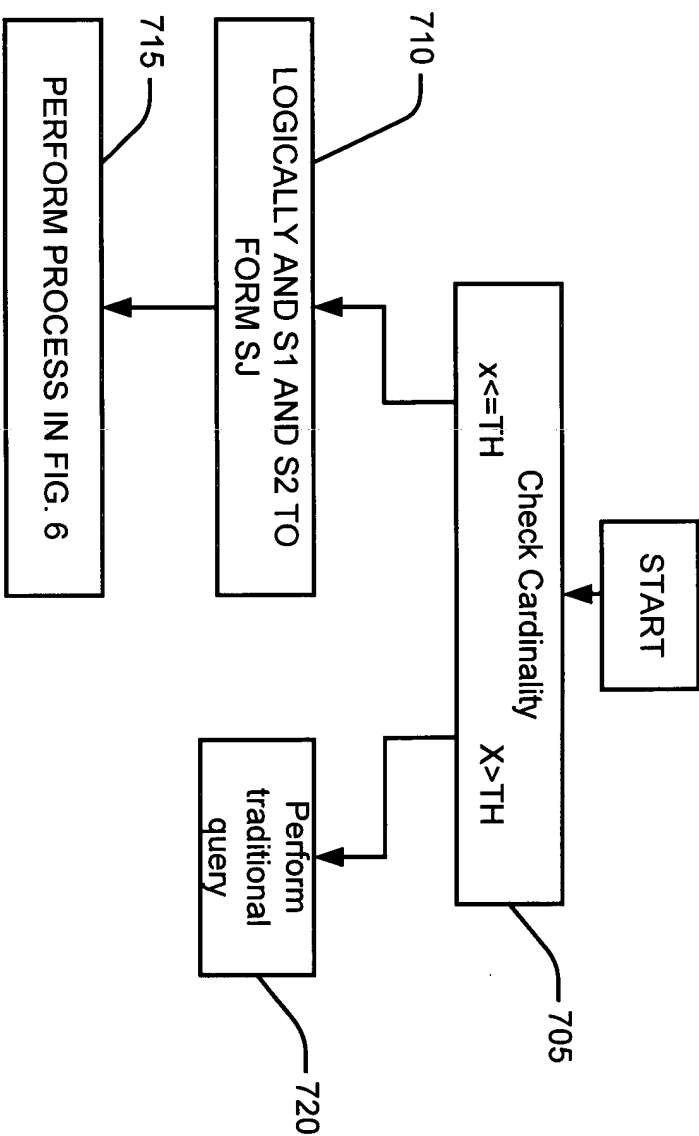 START
Check Cardinality
x<=TH
X>TH
705
710
LOGICALLY AND S1 AND S2 TO
FORM SJ
Perform
traditional
query
720
715
PERFORM PROCESS IN FIG. 6